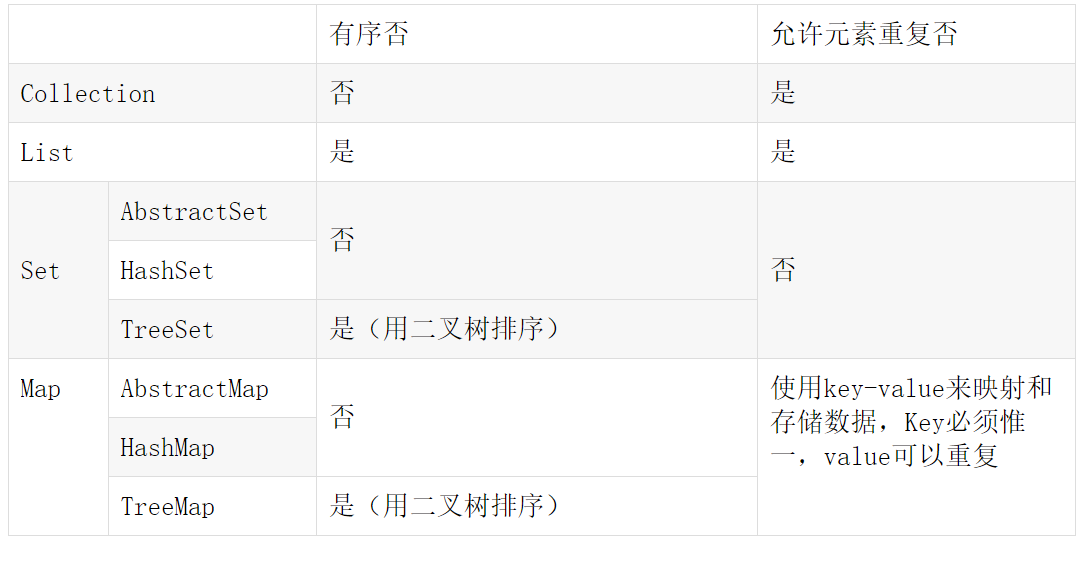 有序否 允许元素重复否
Collection 否 是
List 是 是
Set AbstractSet 否 否
HashSet
TreeSet 是（用二叉树排序）
Map AbstractMap 否 使用key-value来映射和
存储数据，Key必须惟
一，value可以重复
HashMap
TreeMap 是（用二叉树排序）